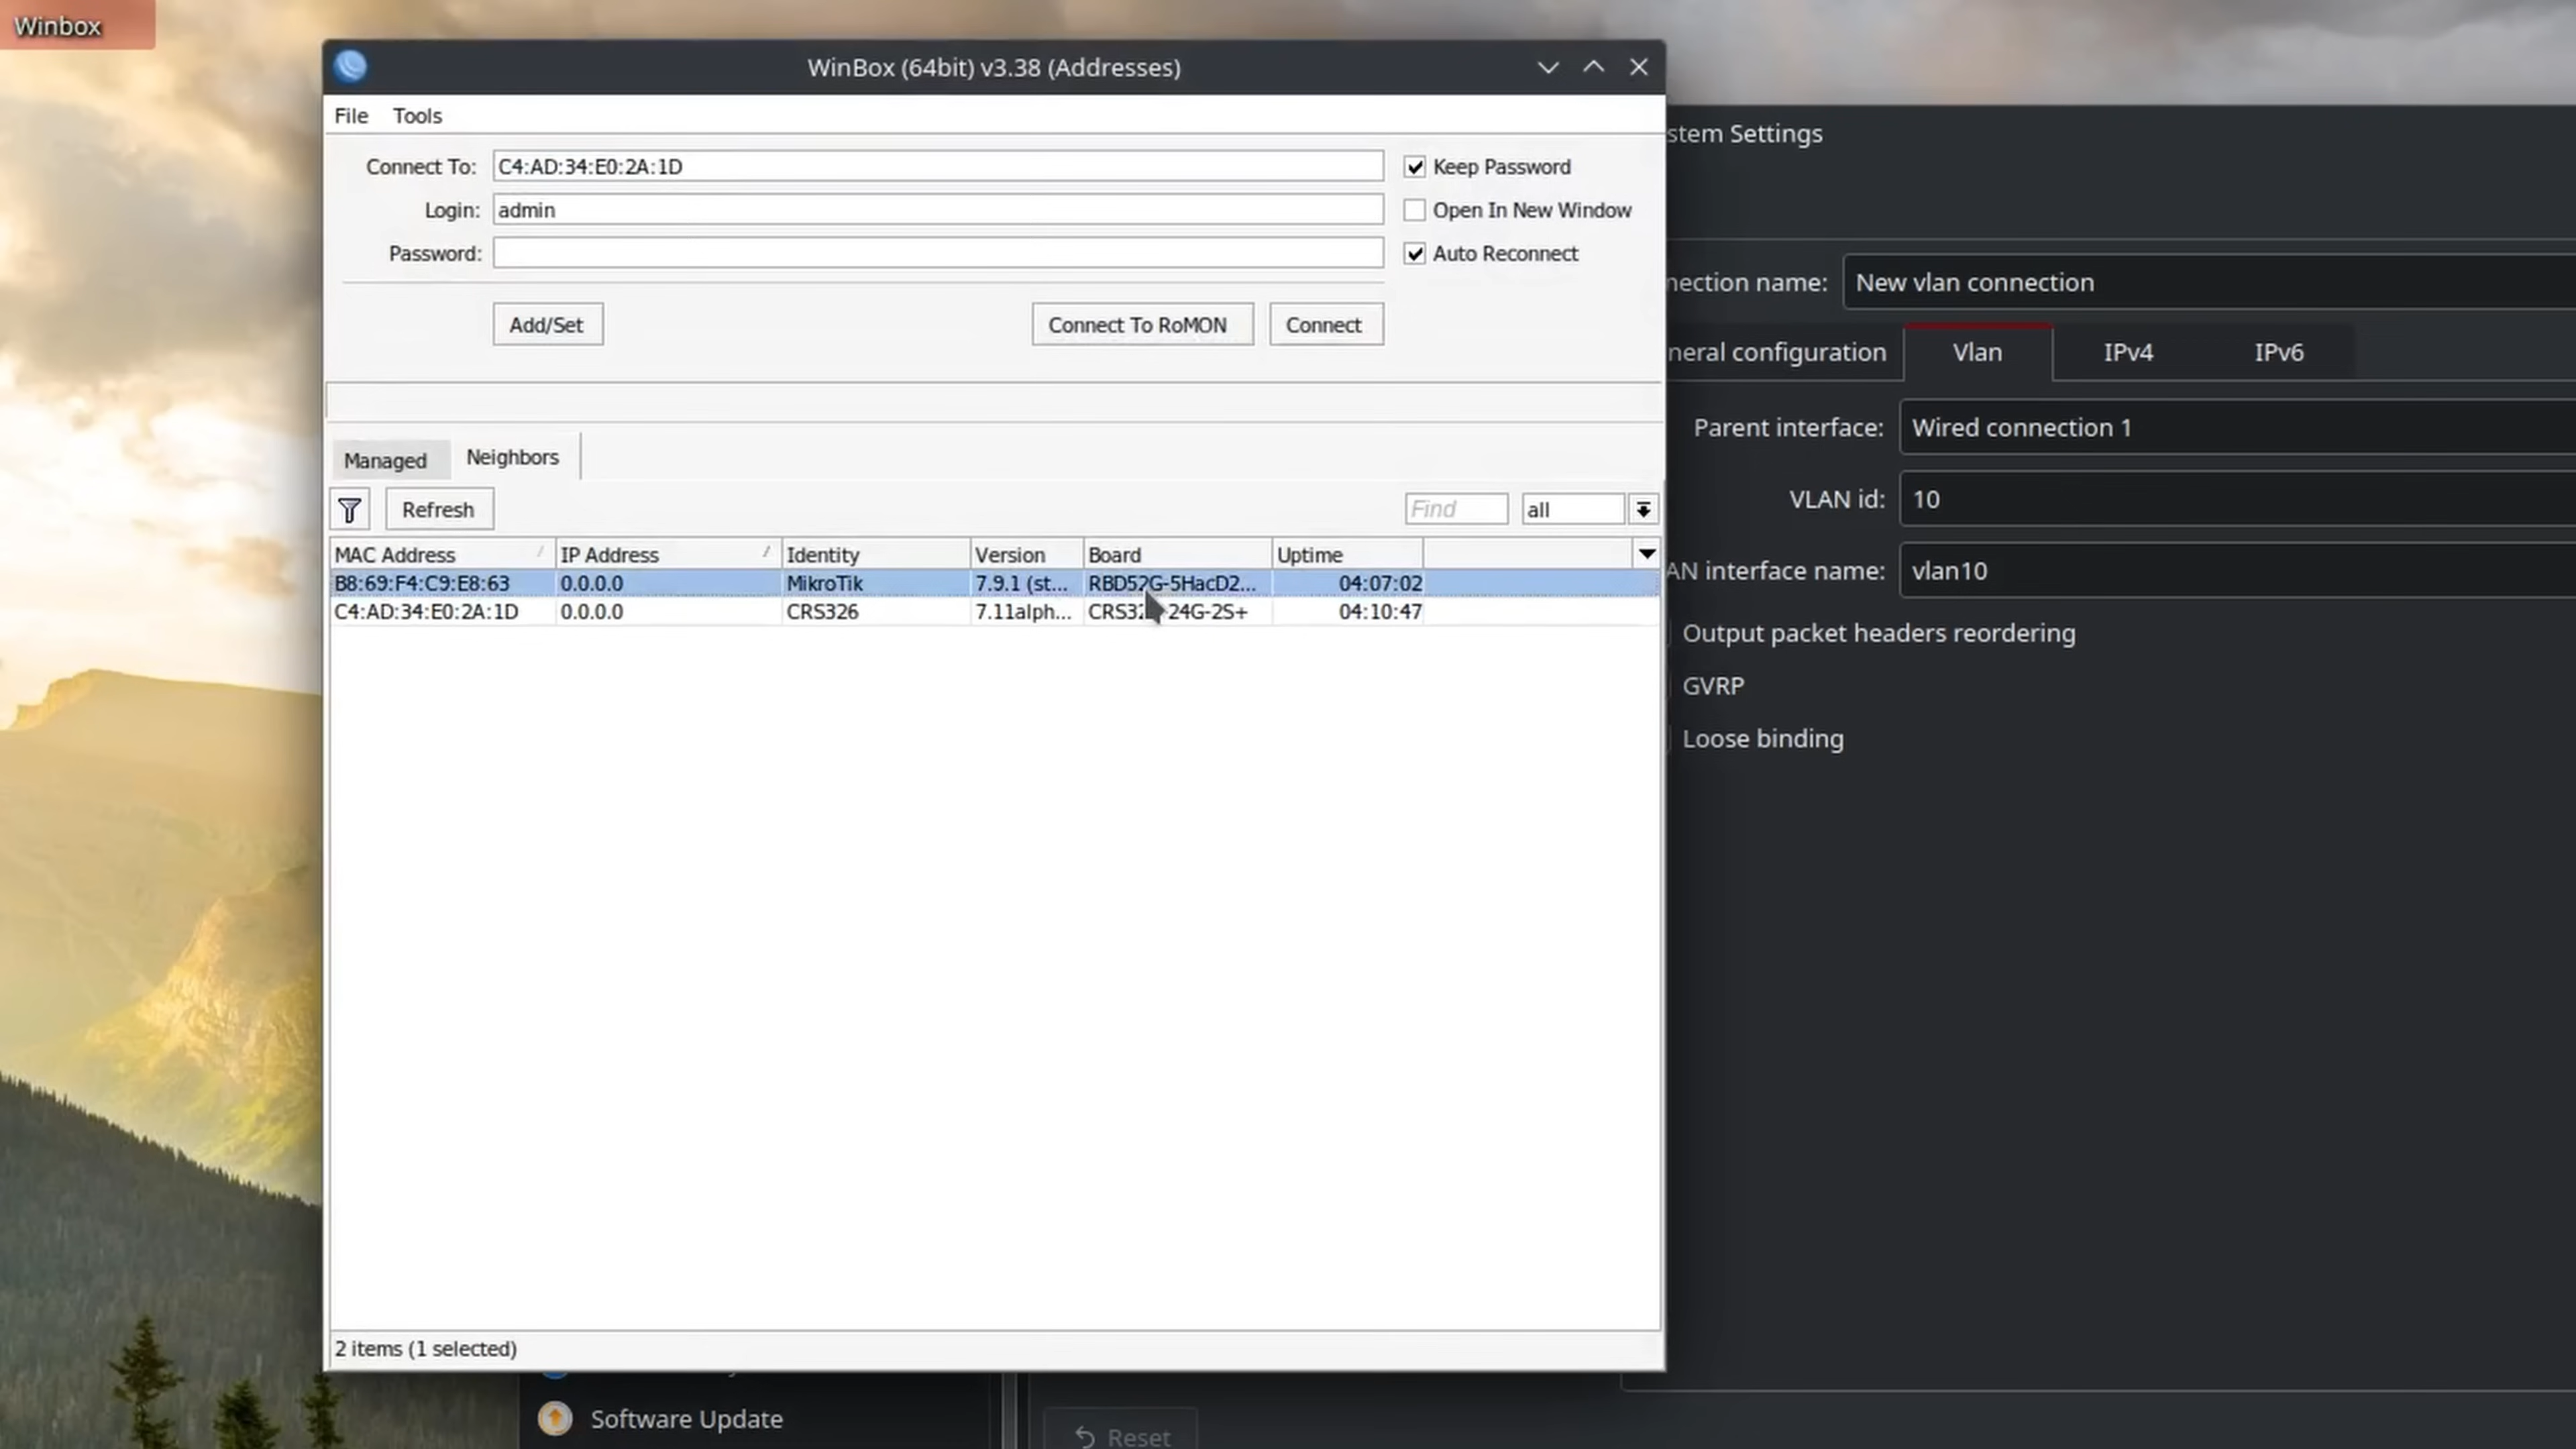 Winbox
WinBox (64bit) v3.38 (Addresses)
File Tools
Connect To: C4:AD:34:E0:2A:1D
Keep Password
Login: admin
Open In New Window
Password:
Auto Reconnect
Add/Set Connect To RoMON Connect
Managed Neighbors
Refresh Find all
MAC Address IP Address Identity Version Board Uptime
B8:69:F4:C9:E8:63 0.0.0.0 MikroTik 7.9.1 (st... RBD52G-5HacD2... 04:07:02
C4:AD:34:E0:2A:1D 0.0.0.0 CRS326 7.11alph... 24G-2S+ 04:10:47
2 items (1 selected)
stem Settings
nection name: New vlan connection
neral configuration Vlan IPv4 IPv6
Parent interface: Wired connection 1
VLAN id: 10
AN interface name: vlan10
Output packet headers reordering
GVRP
Loose binding
Software Update
Reset